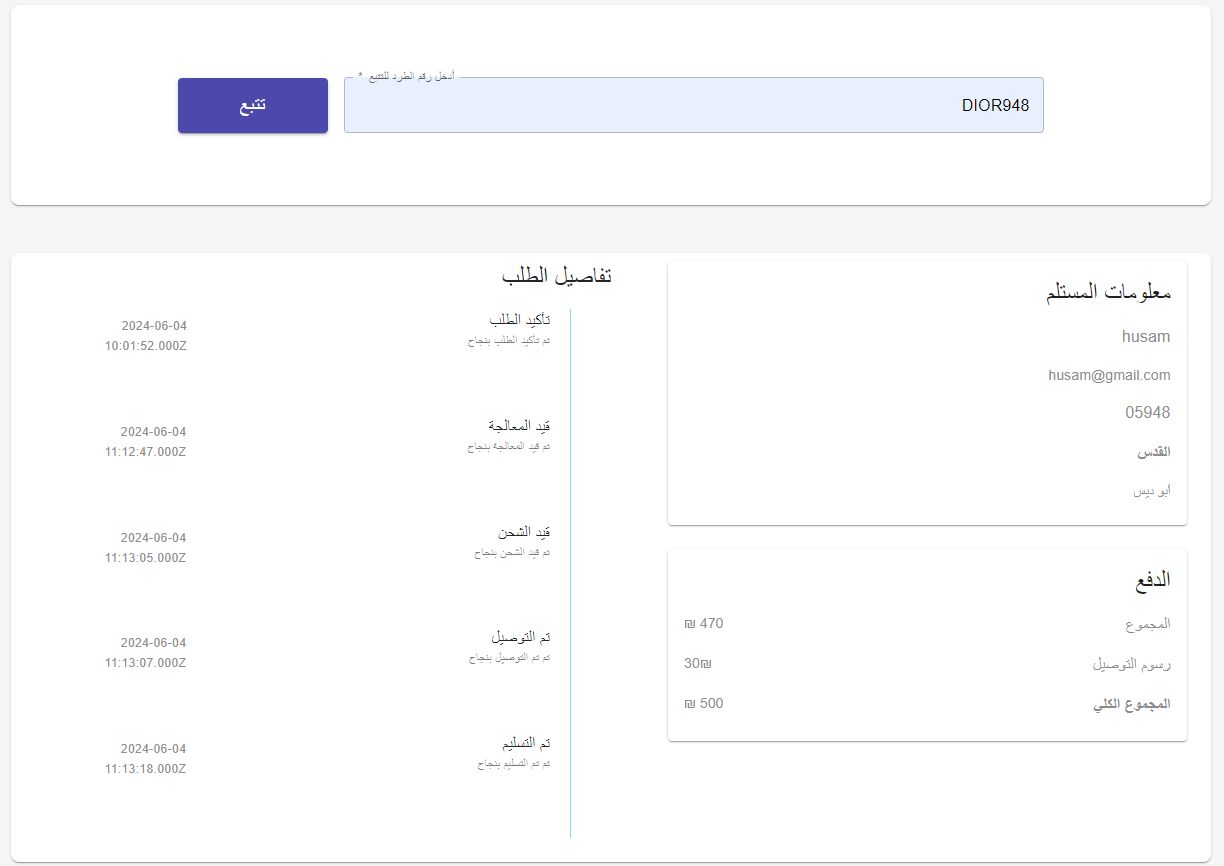 أدخل رقم الطرد للتتبع *
DIOR948
تتبع
معلومات المستلم
husam
husam@gmail.com
05948
القدس
أبو ديس
الدفع
المجموع 470 ₪
رسوم التوصيل 30₪
المجموع الكلي 500 ₪
تفاصيل الطلب
تأكيد الطلب
تم تأكيد الطلب بنجاح
2024-06-04
10:01:52.000Z
قيد المعالجة
تم قيد المعالجة بنجاح
2024-06-04
11:12:47.000Z
قيد الشحن
تم قيد الشحن بنجاح
2024-06-04
11:13:05.000Z
تم التوصيل
تم تم التوصيل بنجاح
2024-06-04
11:13:07.000Z
تم التسليم
تم تم التسليم بنجاح
2024-06-04
11:13:18.000Z